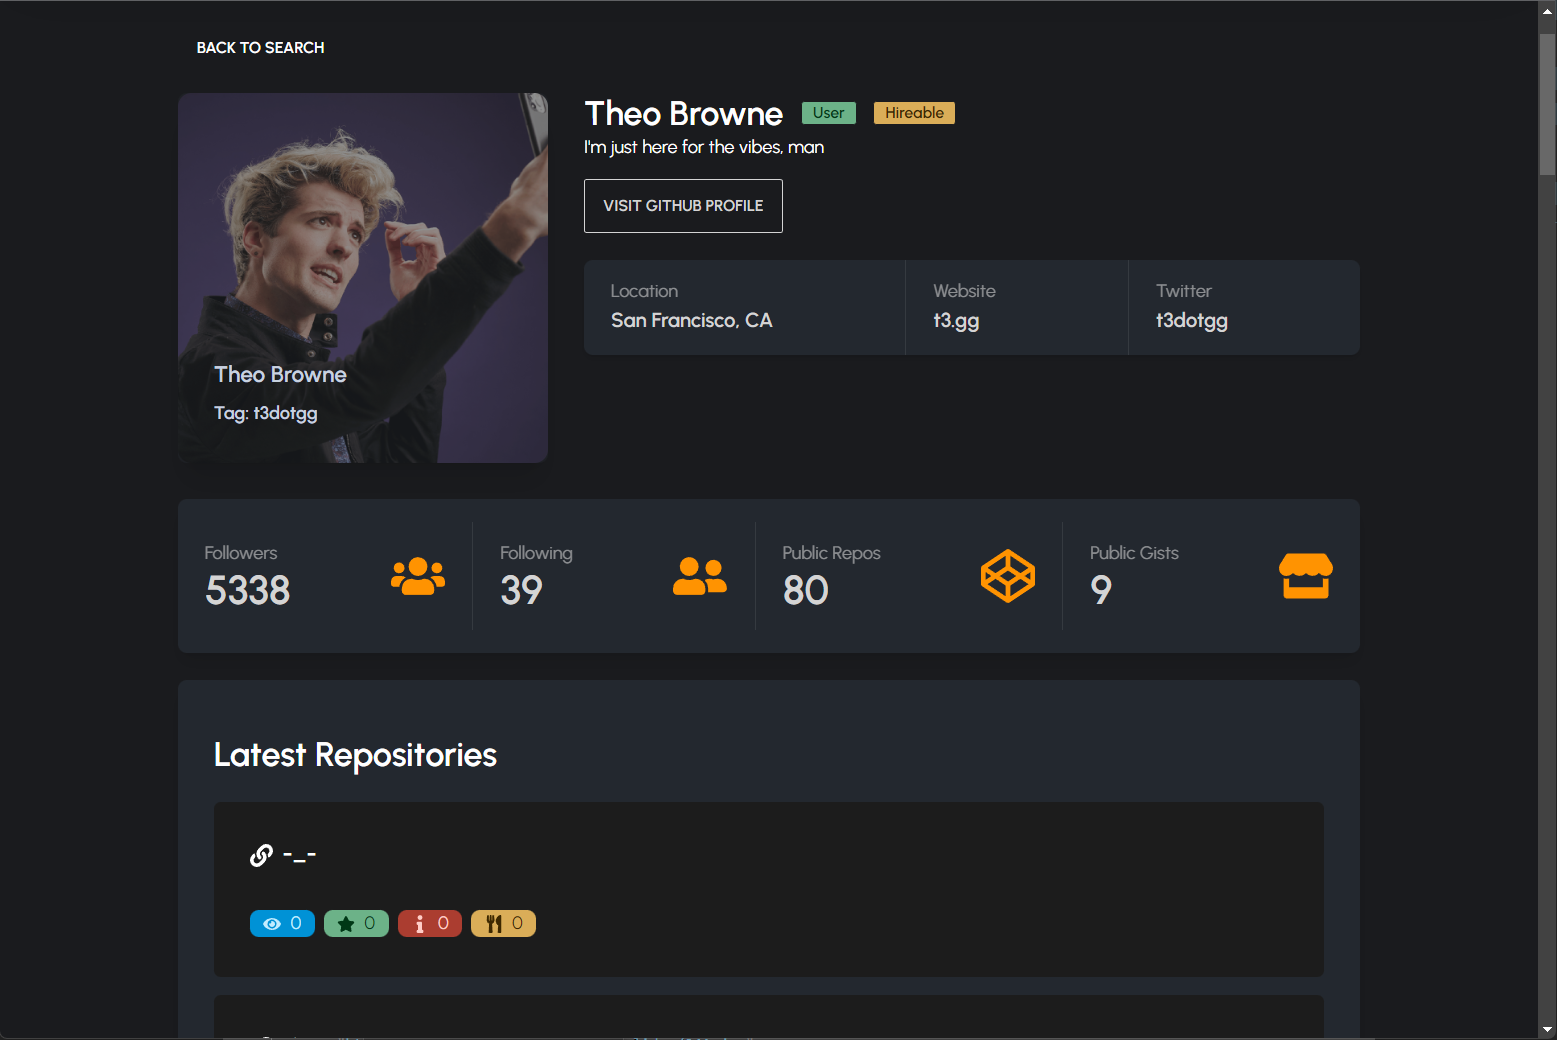 BACK TO SEARCH
Theo Browne
User
Hireable
I'm just here for the vibes, man
VISIT GITHUB PROFILE
Location
San Francisco, CA
Website
t3.gg
Twitter
t3dotgg
Theo Browne
Tag: t3dotgg
Followers
5338
Following
39
Public Repos
80
Public Gists
9
Latest Repositories
-_-
0
0
0
0